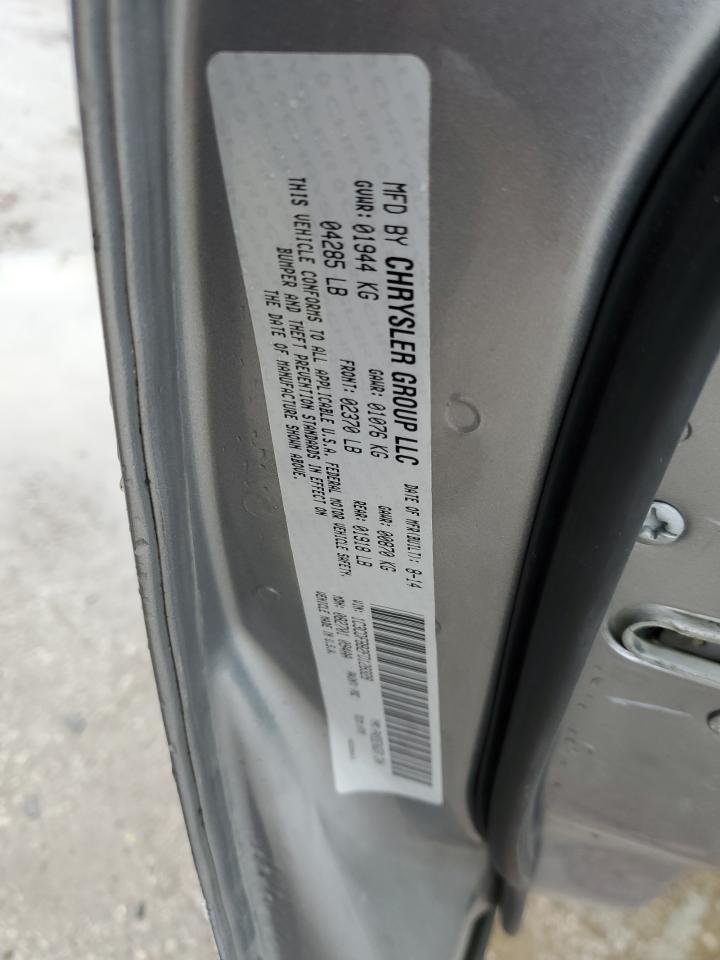 MFD BY CHRYSLER GROUP LLC DATE OF MFR(BUILT): 8-14
GVWR: 01944 KG GAWR: 01076 KG GAWR: 00870 KG
04285 LB FRONT: 02370 LB REAR: 01918 LB
THIS VEHICLE CONFORMS TO ALL APPLICABLE U.S.A. FEDERAL MOTOR VEHICLE SAFETY,
BUMPER AND THEFT PREVENTION STANDARDS IN EFFECT ON
THE DATE OF MANUFACTURE SHOWN ABOVE.
VIN:
MDH:
VEHICLE MADE IN U.S.A.